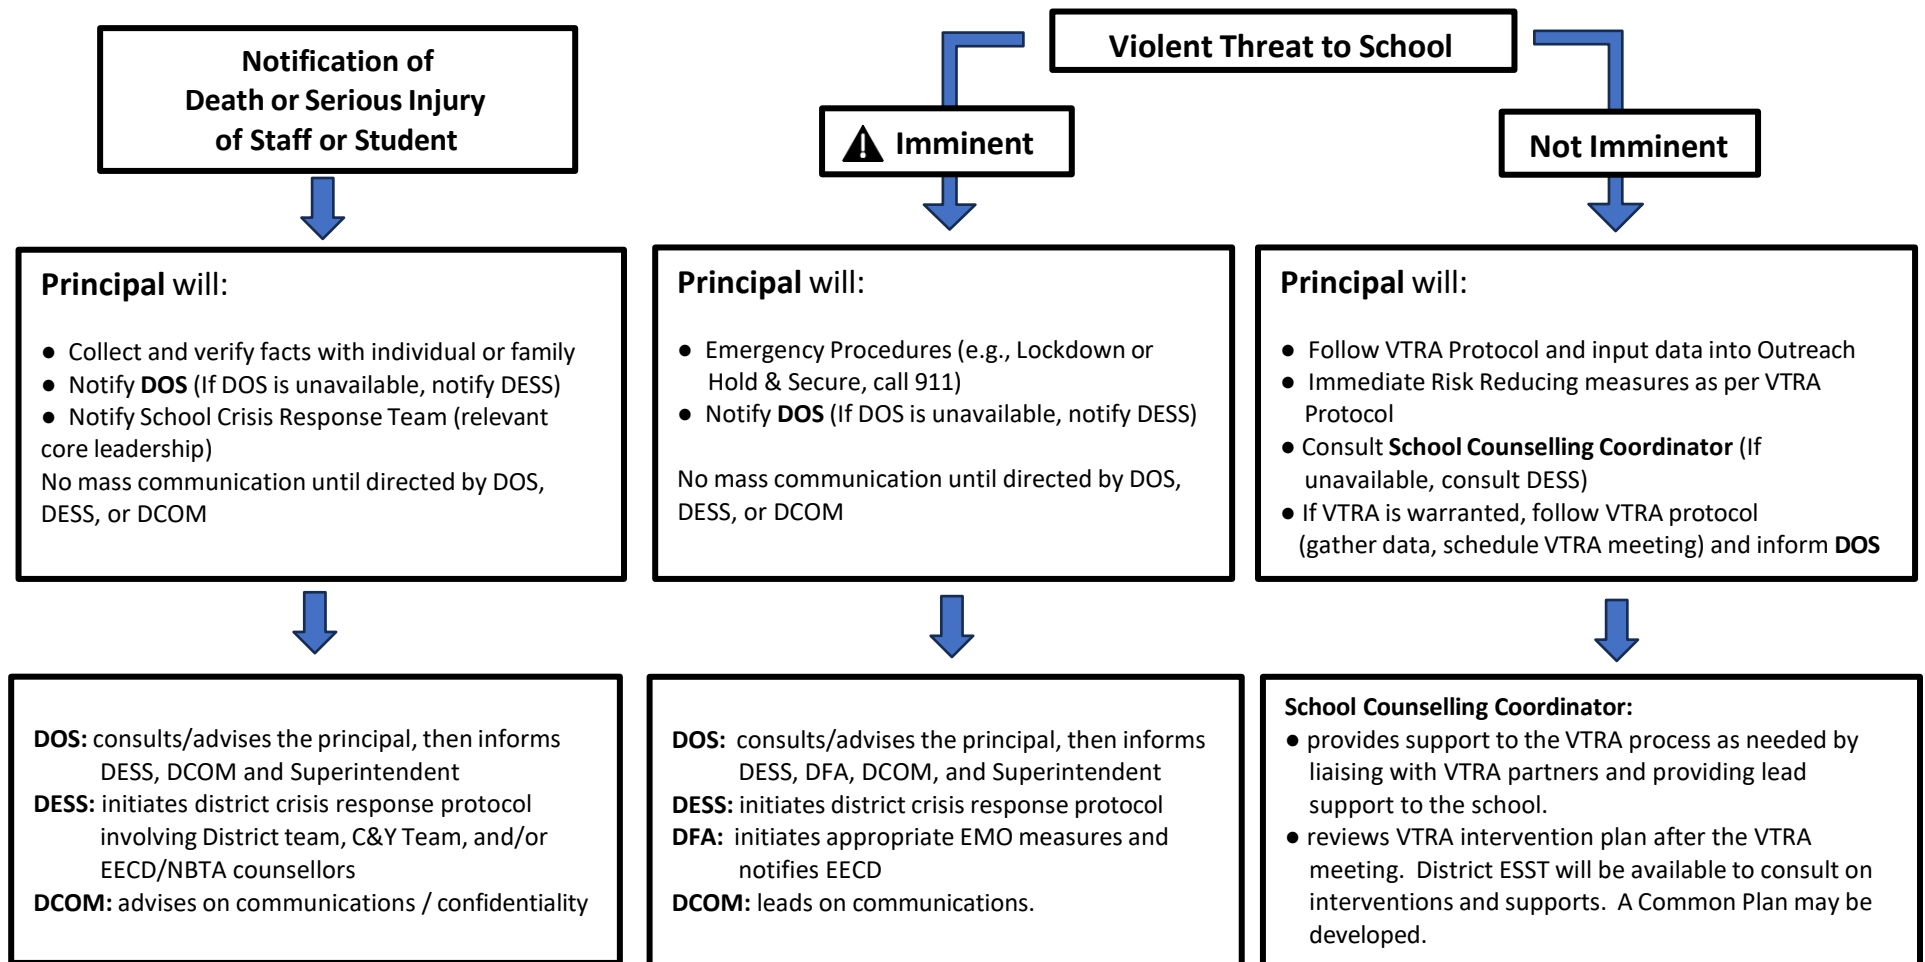 Notification of
Death or Serious Injury
of Staff or Student
Principal will:
● Collect and verify facts with individual or family
● Notify DOS (If DOS is unavailable, notify DESS)
● Notify School Crisis Response Team (relevant
core leadership)
No mass communication until directed by DOS,
DESS, or DCOM
DOS: consults/advises the principal, then informs
DESS, DCOM and Superintendent
DESS: initiates district crisis response protocol
involving District team, C&Y Team, and/or
EECD/NBTA counsellors
DCOM: advises on communications / confidentiality
Violent Threat to School
Imminent
Principal will:
● Emergency Procedures (e.g., Lockdown or
Hold & Secure, call 911)
● Notify DOS (If DOS is unavailable, notify DESS)
No mass communication until directed by DOS,
DESS, or DCOM
DOS: consults/advises the principal, then informs
DESS, DFA, DCOM, and Superintendent
DESS: initiates district crisis response protocol
DFA: initiates appropriate EMO measures and
notifies EECD
DCOM: leads on communications.
Not Imminent
Principal will:
● Follow VTRA Protocol and input data into Outreach
● Immediate Risk Reducing measures as per VTRA
Protocol
● Consult School Counselling Coordinator (If
unavailable, consult DESS)
● If VTRA is warranted, follow VTRA protocol
(gather data, schedule VTRA meeting) and inform DOS
School Counselling Coordinator:
● provides support to the VTRA process as needed by
liaising with VTRA partners and providing lead
support to the school.
● reviews VTRA intervention plan after the VTRA
meeting. District ESST will be available to consult on
interventions and supports. A Common Plan may be
developed.